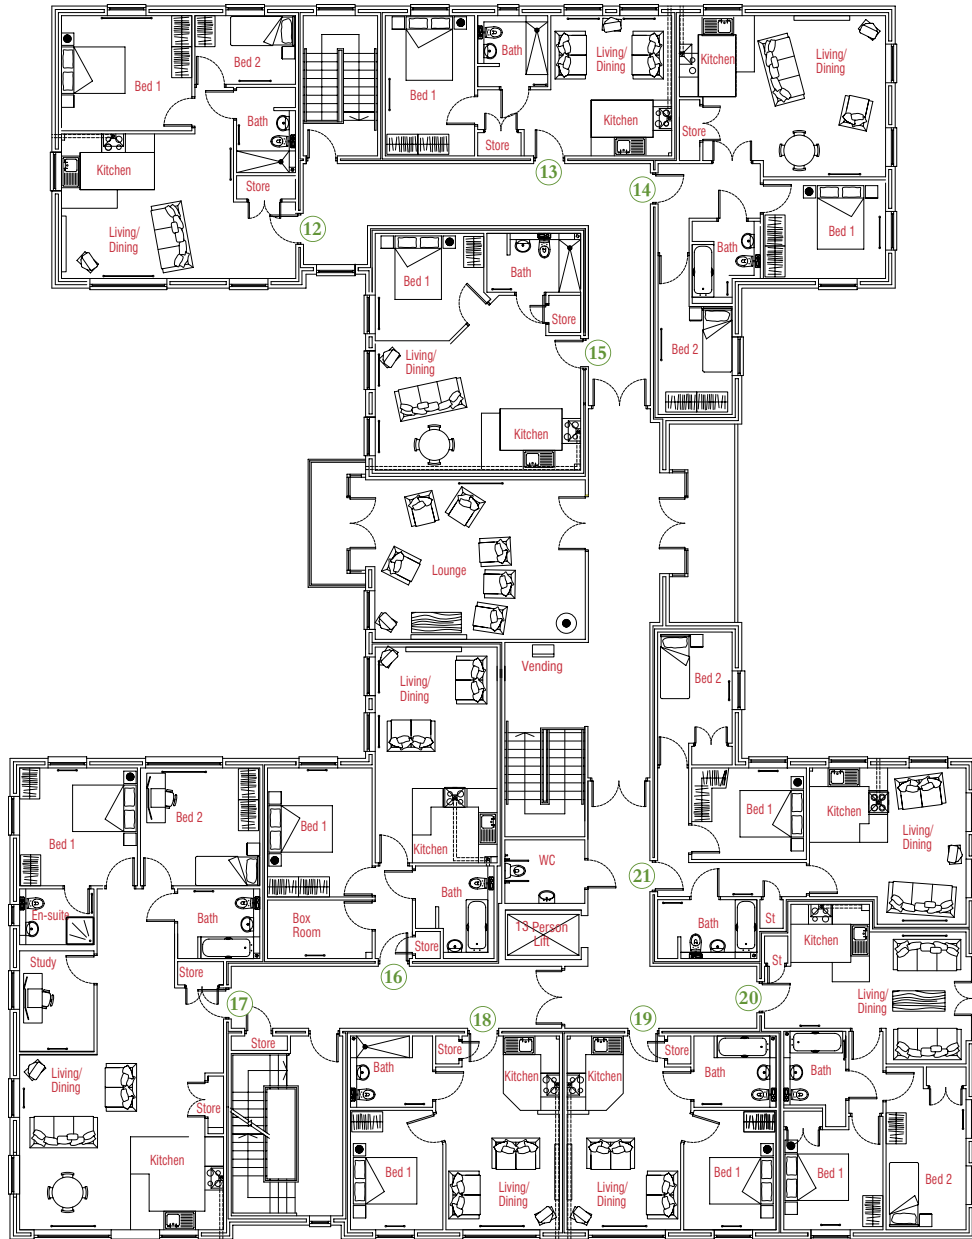 Bed 1
Bed 2
Bath
Kitchen
Store
Living/
Dining
12
Bed 1
Bath
Living/
Dining
Kitchen
Store
13
Kitchen
Living/
Dining
Store
14
Bath
Bed 1
Bed 2
Bed 1
Bath
Store
Living/
Dining
15
Kitchen
Lounge
Vending
Living/
Dining
Kitchen
Bed 1
Bath
Box
Room
Store
16
WC
13 Person
Lift
Bed 2
Bed 1
Kitchen
Living/
Dining
21
Bath
St
Bed 1
Bed 2
En-suite
Bath
Study
Store
17
Store
Living/
Dining
Store
Kitchen
18
Bath
Store
Kitchen
Bed 1
Living/
Dining
19
Kitchen
Store
Bath
Living/
Dining
Bed 1
20
St
Kitchen
Living/
Dining
Bath
Bed 1
Bed 2